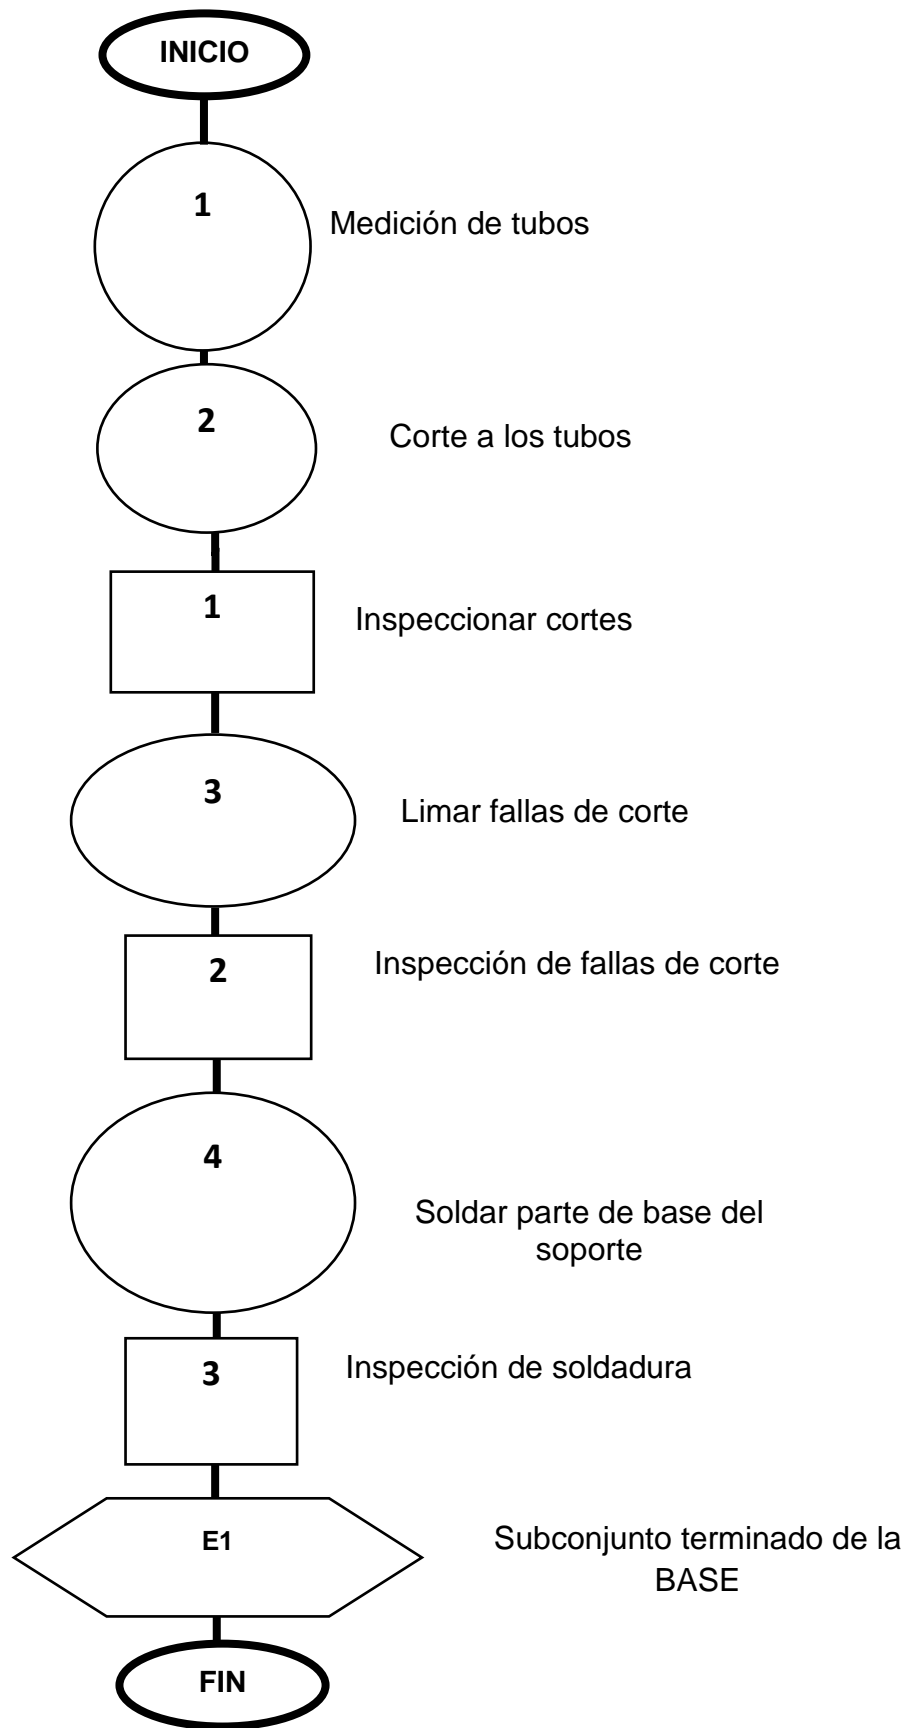 INICIO
1
Medición de tubos
2
Corte a los tubos
1
Inspeccionar cortes
3
Limar fallas de corte
2
Inspección de fallas de corte
4
Soldar parte de base del
soporte
3
Inspección de soldadura
E1
Subconjunto terminado de la
BASE
FIN